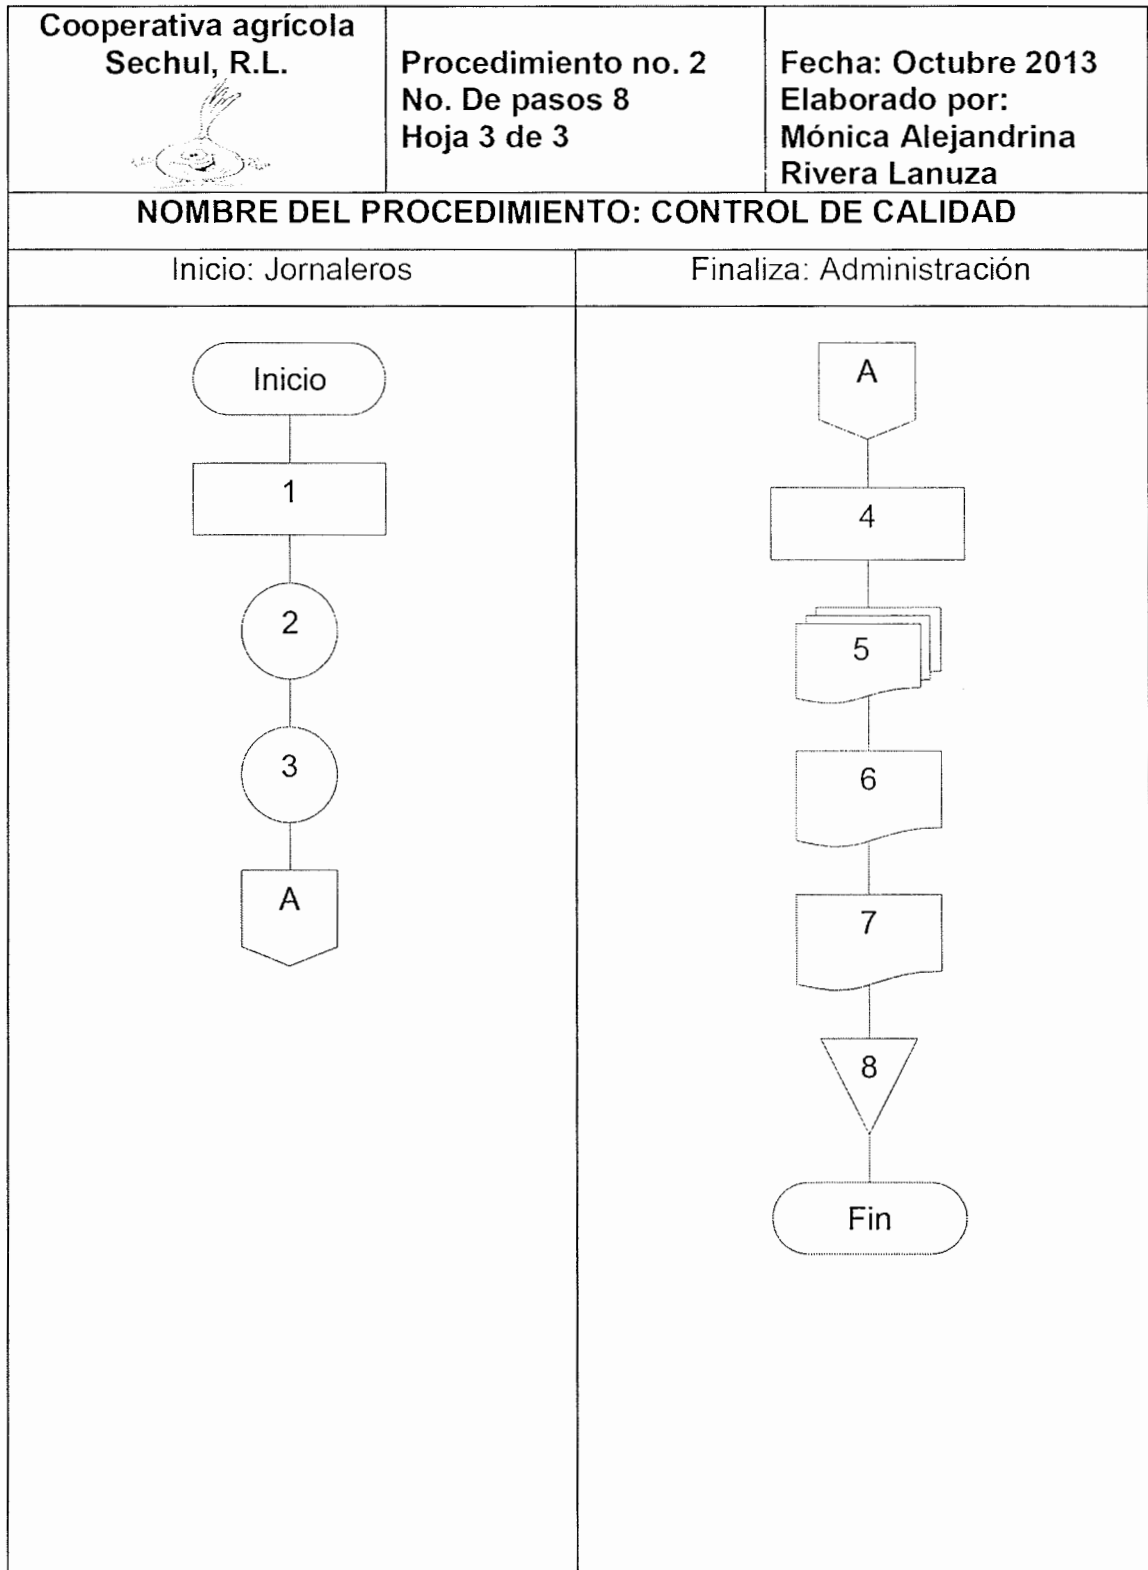 Cooperativa agrícola
Sechul, R.L.
Procedimiento no. 2
No. De pasos 8
Hoja 3 de 3
Fecha: Octubre 2013
Elaborado por:
Mónica Alejandrina
Rivera Lanuza
NOMBRE DEL PROCEDIMIENTO: CONTROL DE CALIDAD
Inicio: Jornaleros
Finaliza: Administración
Inicio
1
2
3
A
A
4
5
6
7
8
Fin